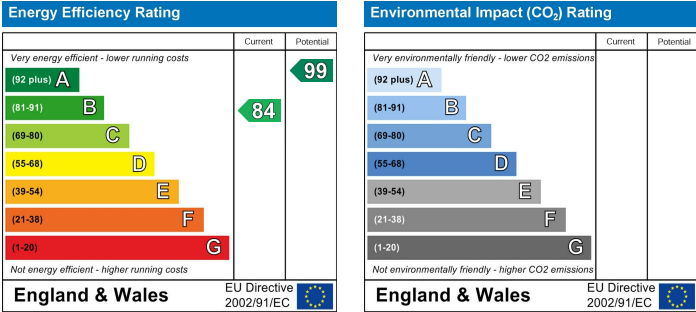 Energy Efficiency Rating
Current Potential
Very energy efficient - lower running costs
(92 plus) A
99
(81-91) B
84
(69-80) C
(55-68) D
(39-54) E
(21-38) F
(1-20) G
Not energy efficient - higher running costs
England & Wales
EU Directive
2002/91/EC
Environmental Impact (CO₂) Rating
Current Potential
Very environmentally friendly - lower CO2 emissions
(92 plus) A
(81-91) B
(69-80) C
(55-68) D
(39-54) E
(21-38) F
(1-20) G
Not environmentally friendly - higher CO2 emissions
England & Wales
EU Directive
2002/91/EC